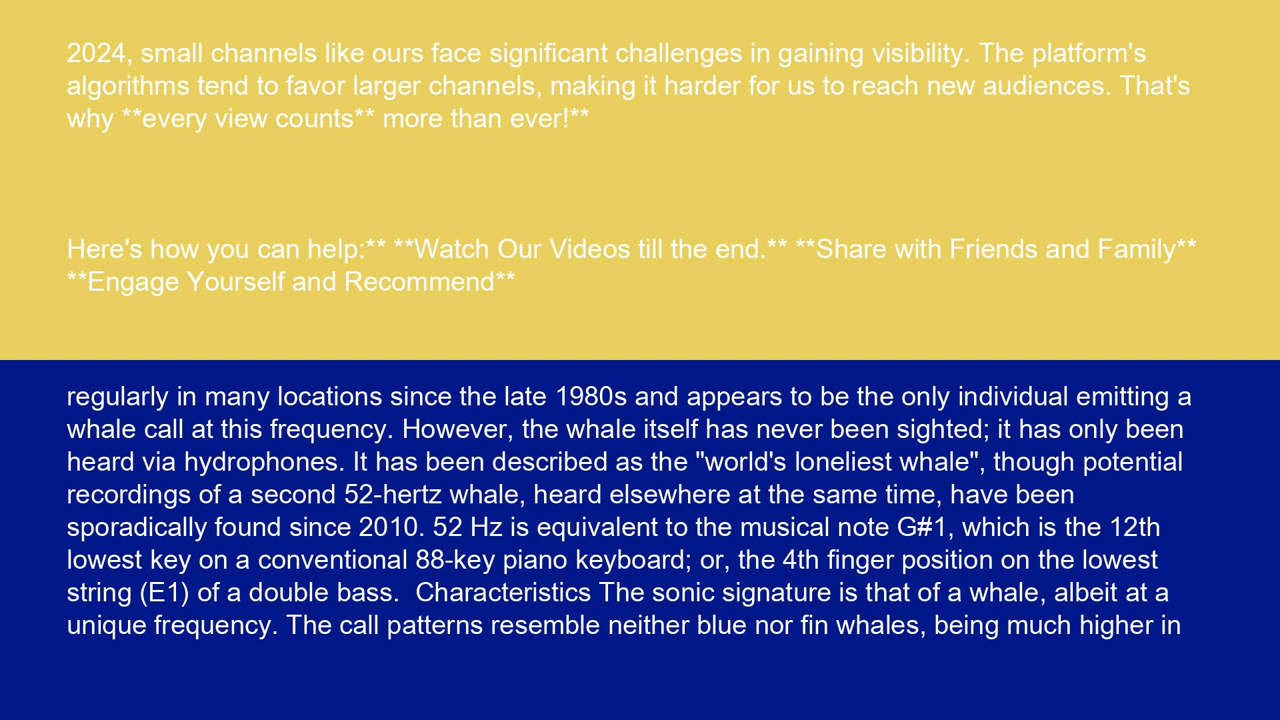 2024, small channels like ours face significant challenges in gaining visibility. The platform's
algorithms tend to favor larger channels, making it harder for us to reach new audiences. That's
why **every view counts** more than ever!**
Here's how you can help:** **Watch Our Videos till the end.** **Share with Friends and Family**
**Engage Yourself and Recommend**
regularly in many locations since the late 1980s and appears to be the only individual emitting a
whale call at this frequency. However, the whale itself has never been sighted; it has only been
heard via hydrophones. It has been described as the "world's loneliest whale", though potential
recordings of a second 52-hertz whale, heard elsewhere at the same time, have been
sporadically found since 2010. 52 Hz is equivalent to the musical note G#1, which is the 12th
lowest key on a conventional 88-key piano keyboard; or, the 4th finger position on the lowest
string (E1) of a double bass.  Characteristics The sonic signature is that of a whale, albeit at a
unique frequency. The call patterns resemble neither blue nor fin whales, being much higher in